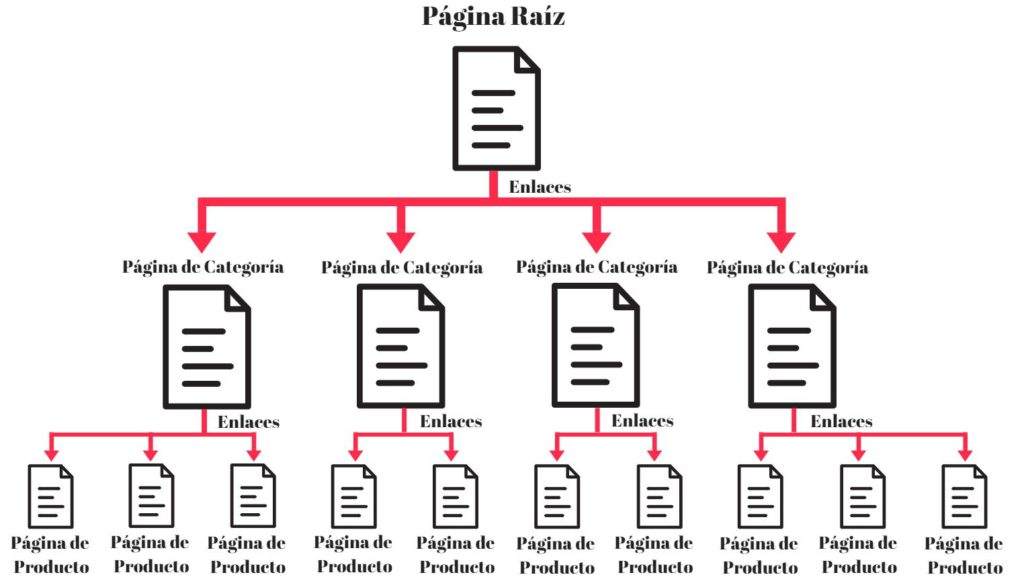 Página Raíz
Enlaces
Página de Categoría
Página de Categoría
Página de Categoría
Página de Categoría
Enlaces
Enlaces
Enlaces
Enlaces
Página de
Producto
Página de
Producto
Página de
Producto
Página de
Producto
Página de
Producto
Página de
Producto
Página de
Producto
Página de
Producto
Página de
Producto
Página de
Producto